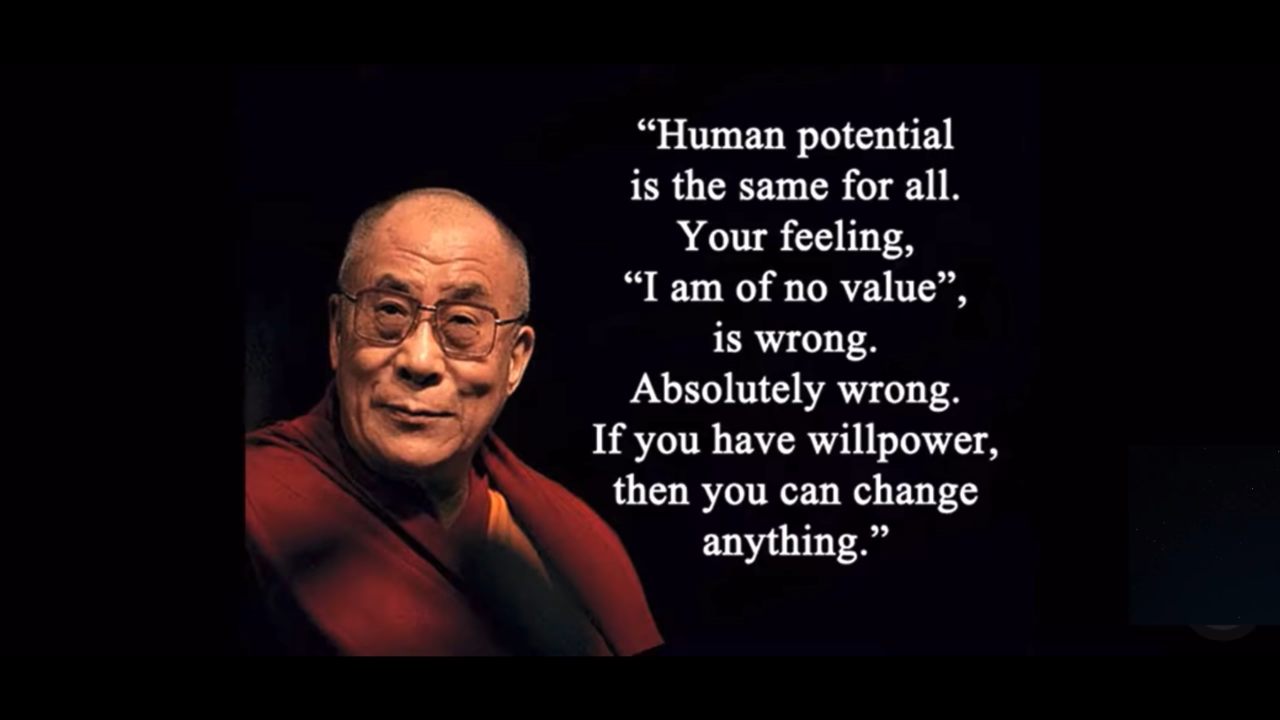 “Human potential
is the same for all.
Your feeling,
“I am of no value”,
is wrong.
Absolutely wrong.
If you have willpower,
then you can change
anything.”